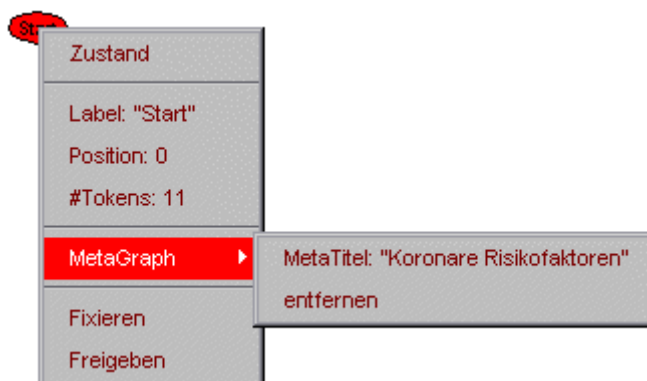 Start
Zustand
Label: "Start"
Position: 0
#Tokens: 11
MetaGraph
MetaTitel: "Koronare Risikofaktoren"
entfernen
Fixieren
Freigeben